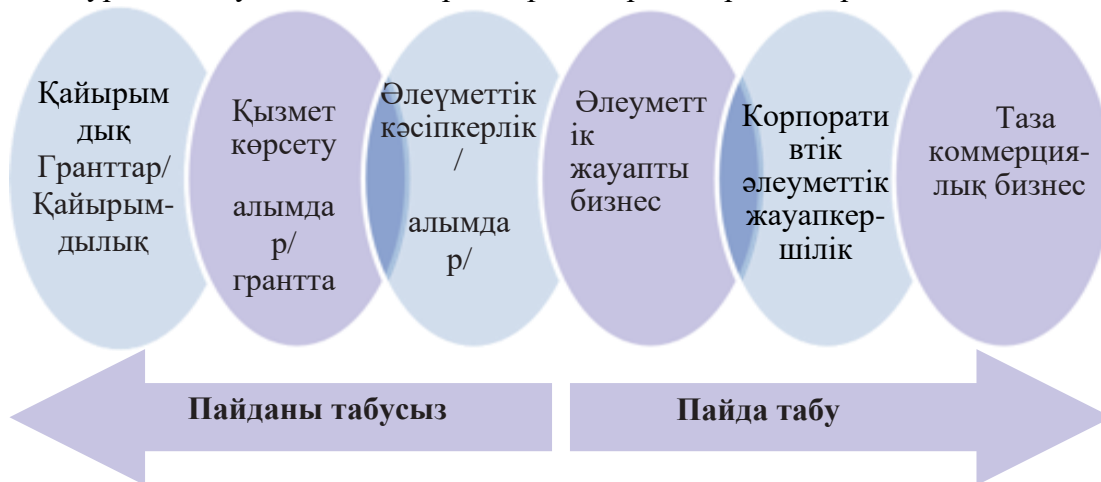 Қайырым
дық
Гранттар/
Қайырым-
дылық
Қызмет
көрсету
алымда
р/
грантта
Әлеүметтік
кәсіпкерлік
/
алымда
р/
Әлеуметт
ік
жауапты
бизнес
Корпорати
втік
әлеуметтік
жауапкер-
шілік
Таза
коммерция-
лық бизнес
Пайданы табусыз
Пайда табу